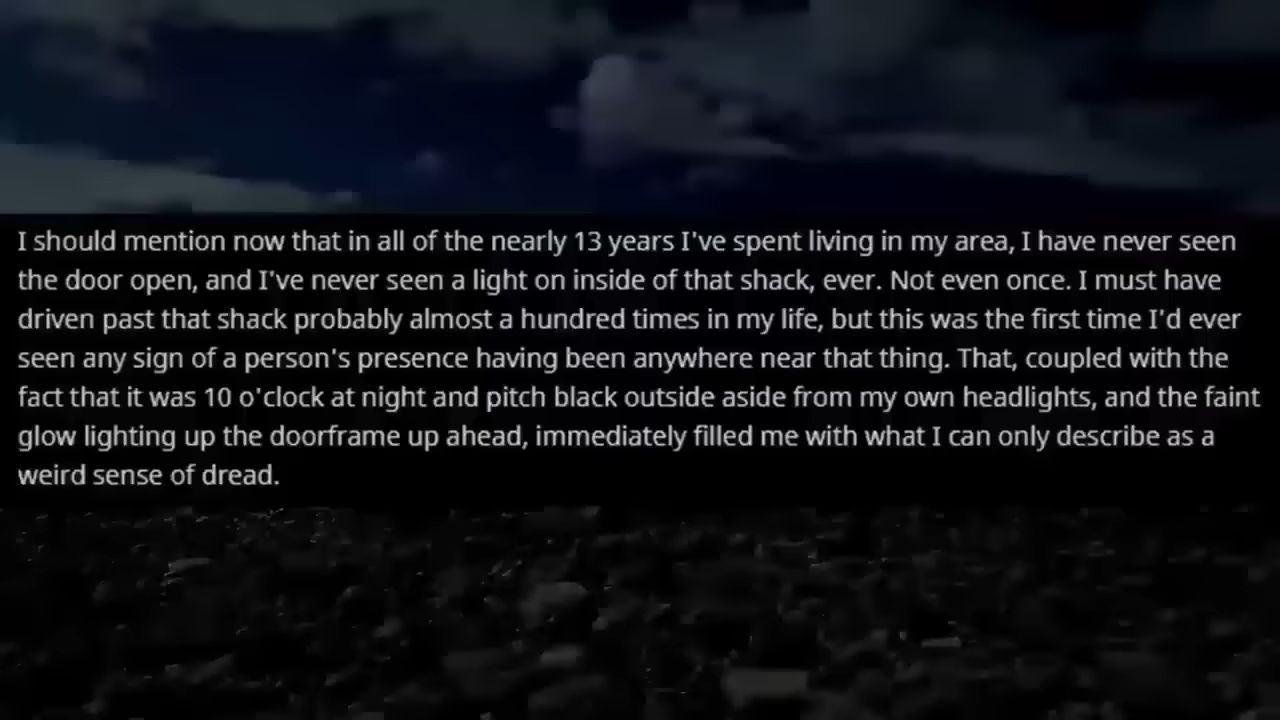 I should mention now that in all of the nearly 13 years I've spent living in my area, I have never seen
the door open, and I've never seen a light on inside of that shack, ever. Not even once. I must have
driven past that shack probably almost a hundred times in my life, but this was the first time I'd ever
seen any sign of a person's presence having been anywhere near that thing. That, coupled with the
fact that it was 10 o'clock at night and pitch black outside aside from my own headlights, and the faint
glow lighting up the doorframe up ahead, immediately filled me with what I can only describe as a
weird sense of dread.